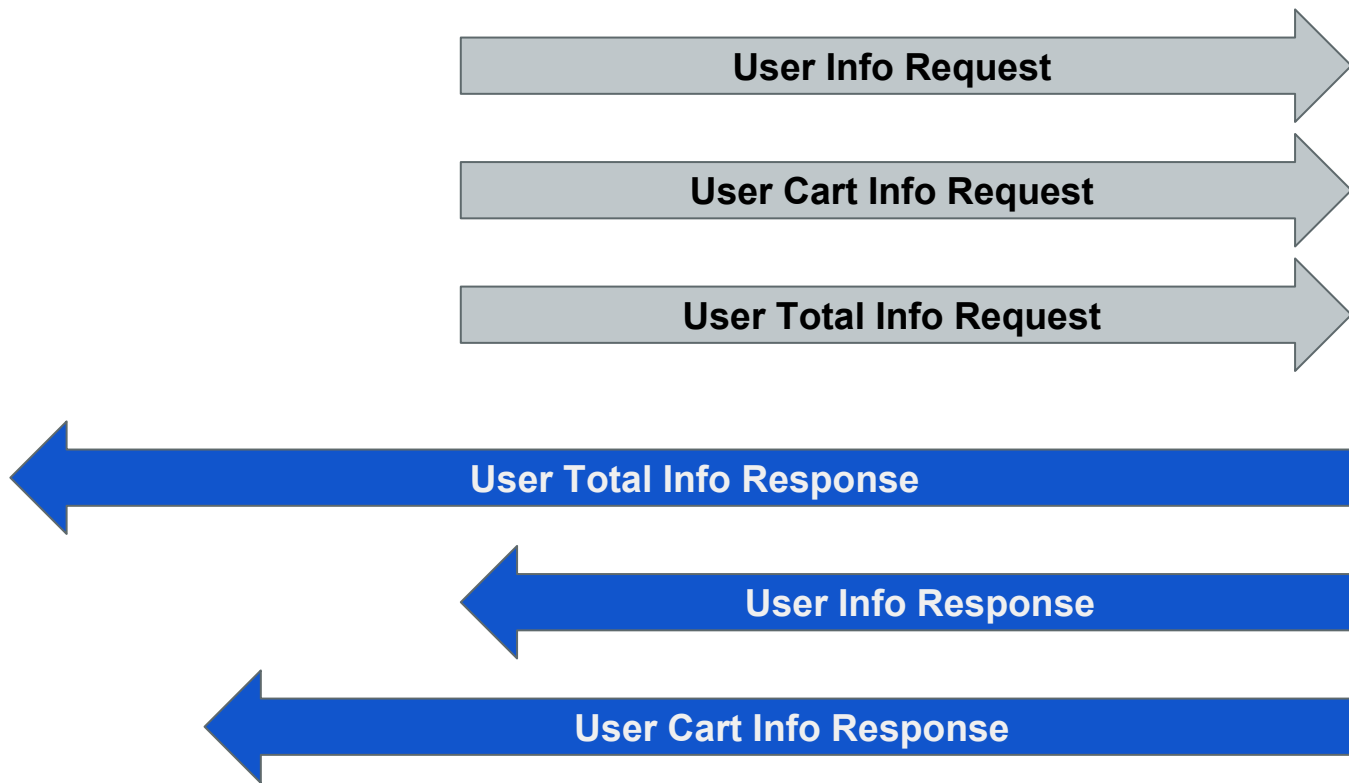 User Info Request
User Cart Info Request
User Total Info Request
User Total Info Response
User Info Response
User Cart Info Response